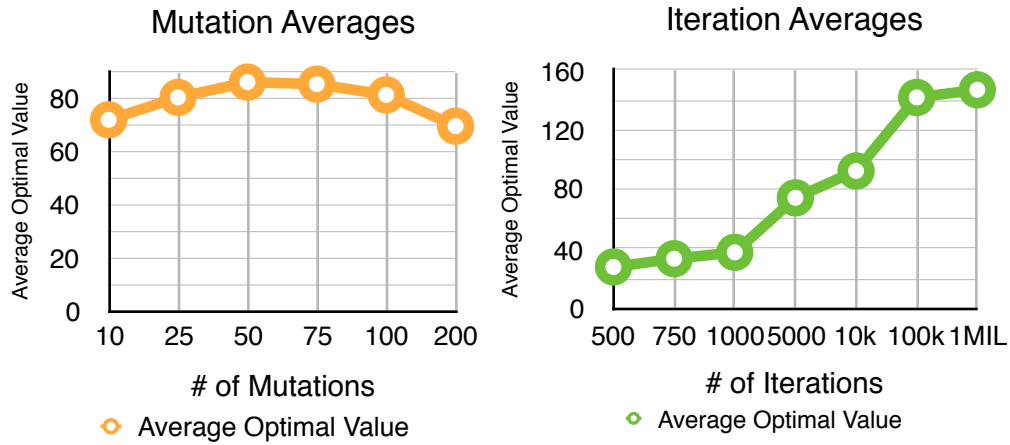 Mutation Averages
Average Optimal Value
80
60
40
20
0
10 25 50 75 100 200
# of Mutations
Average Optimal Value
Iteration Averages
Average Optimal Value
160
120
80
40
0
500 750 1000 5000 10k 100k 1MIL
# of Iterations
Average Optimal Value